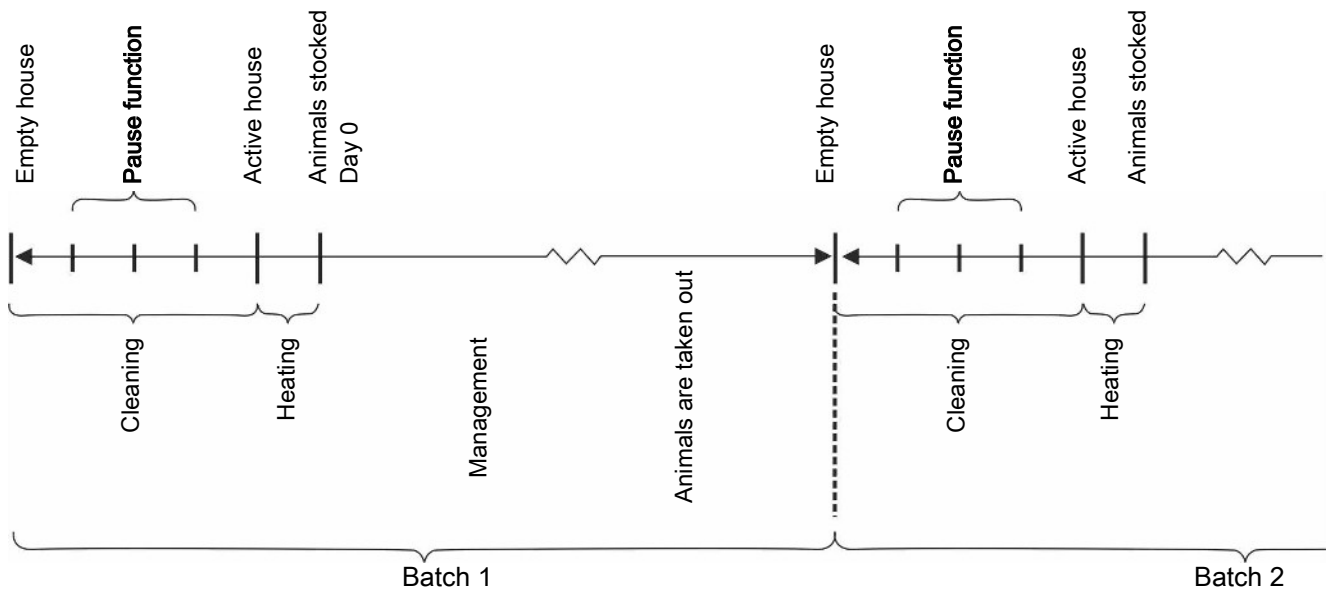 Empty house
Pause function
Active house
Animals stocked
Day 0
Empty house
Pause function
Active house
Animals stocked
Cleaning
Heating
Management
Animals are taken out
Cleaning
Heating
Batch 1
Batch 2